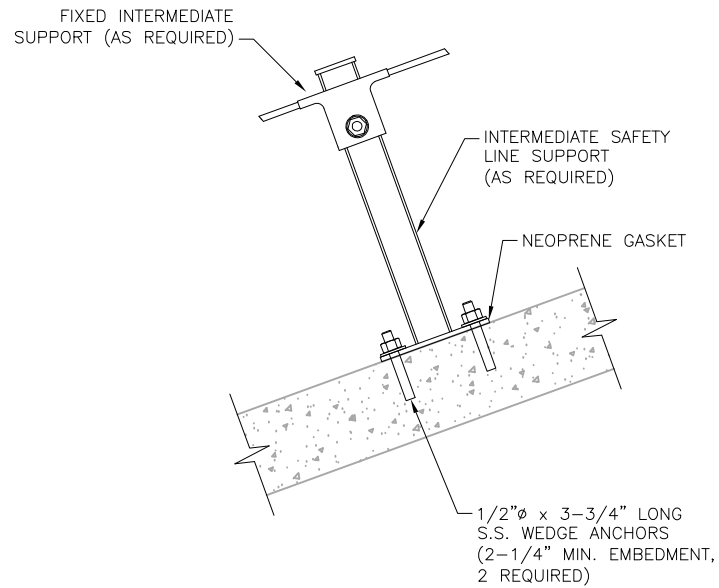 FIXED INTERMEDIATE
SUPPORT (AS REQUIRED)
INTERMEDIATE SAFETY
LINE SUPPORT
(AS REQUIRED)
NEOPRENE GASKET
1/2"ø x 3-3/4" LONG
S.S. WEDGE ANCHORS
(2-1/4" MIN. EMBEDMENT,
2 REQUIRED)